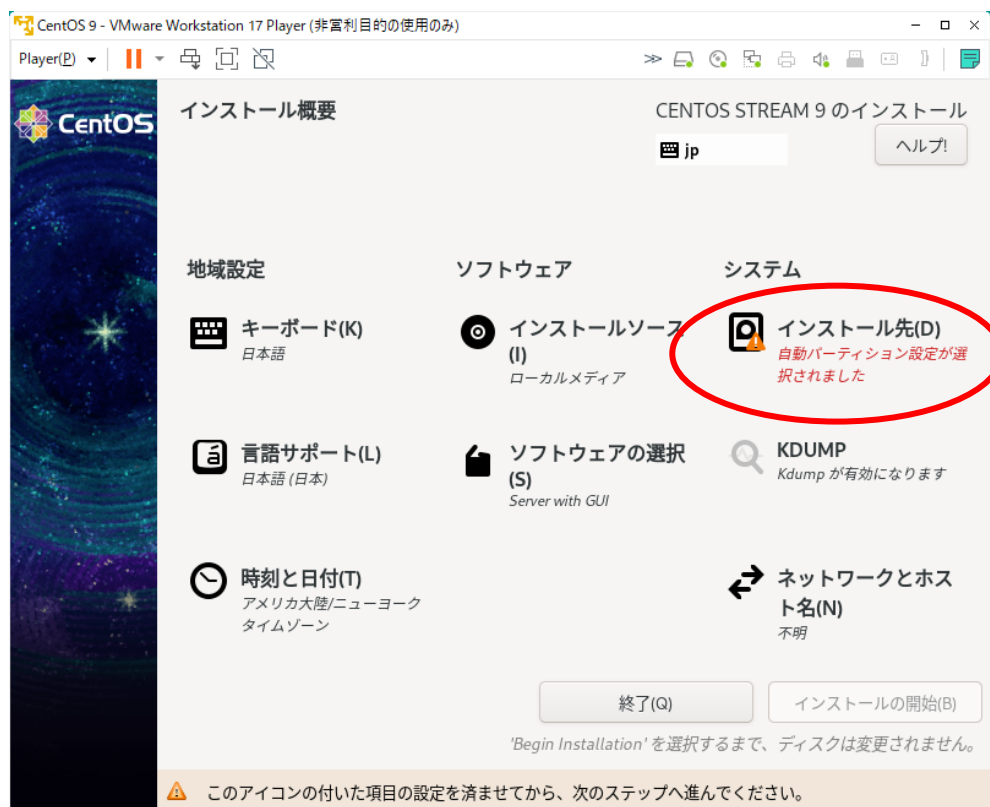 CentOS 9 - VMware Workstation 17 Player (非営利目的の使用のみ)
Player(P)
CentOS
インストール概要
CENTOS STREAM 9 のインストール
jp
ヘルプ!
地域設定
キーボード(K)
日本語
言語サポート(L)
日本語 (日本)
時刻と日付(T)
アメリカ大陸/ニューヨーク
タイムゾーン
ソフトウェア
インストールソース
(I)
ローカルメディア
ソフトウェアの選択
(S)
Server with GUI
システム
インストール先(D)
自動パーティション設定が選
択されました
KDUMP
Kdump が有効になります
ネットワークとホス
ト名(N)
不明
終了(Q)
インストールの開始(B)
'Begin Installation' を選択するまで、ディスクは変更されません。
このアイコンの付いた項目の設定を済ませてから、次のステップへ進んでください。